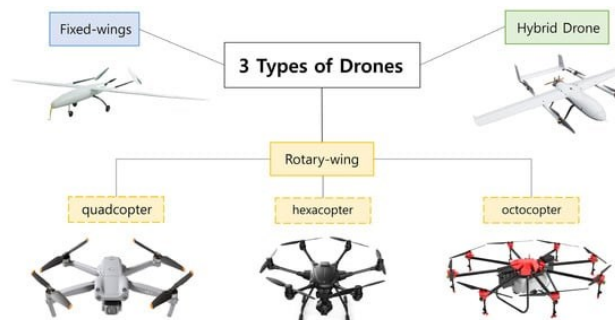 Fixed-wings
Hybrid Drone
3 Types of Drones
Rotary-wing
quadcopter
hexacopter
octocopter